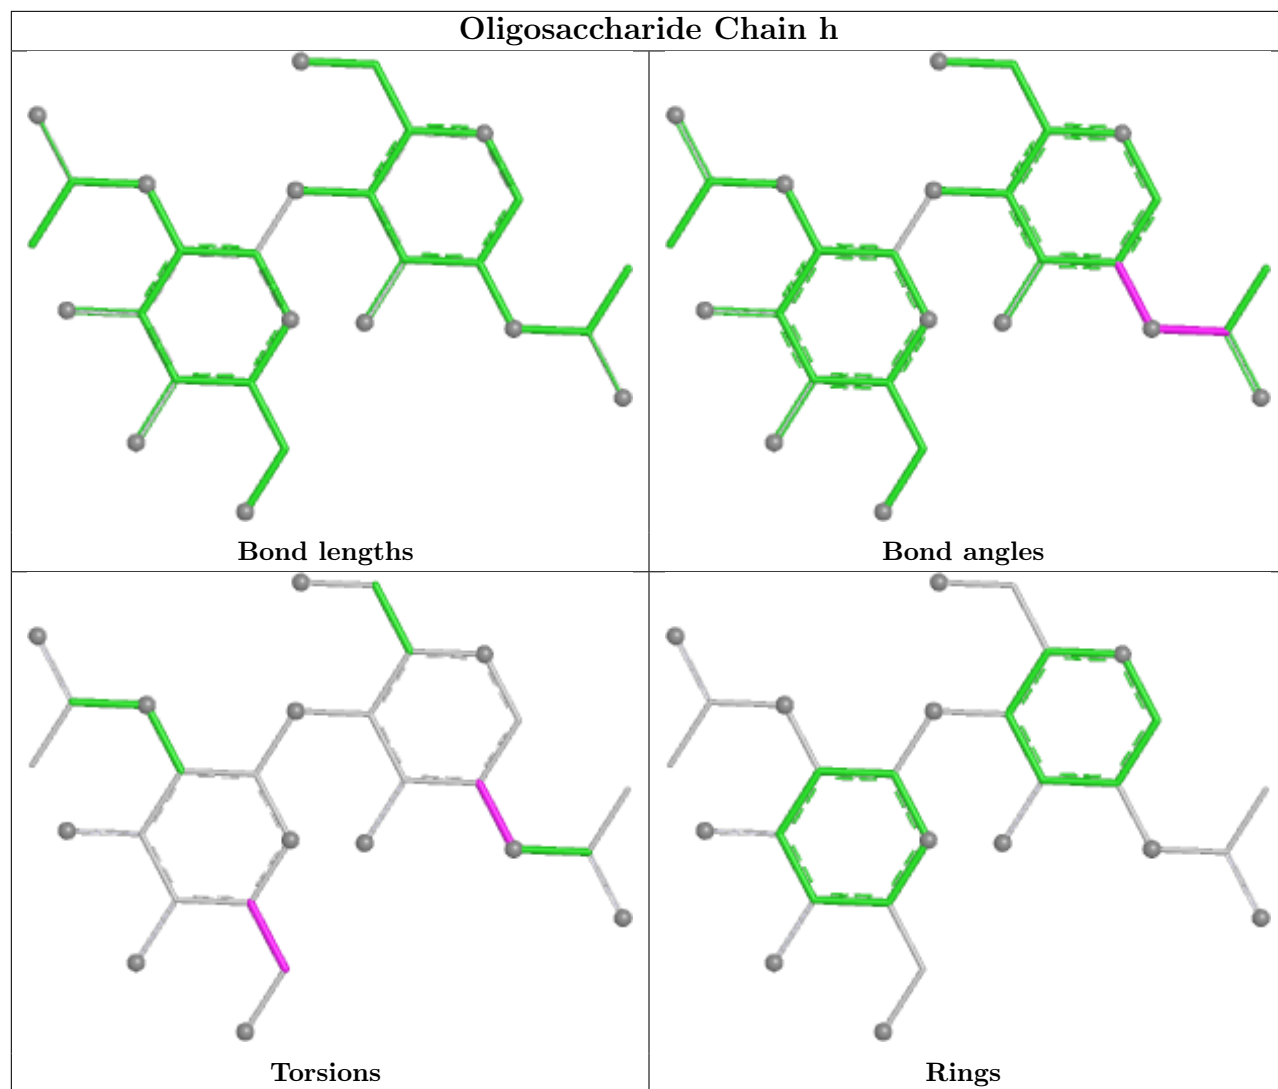 Oligosaccharide Chain h
Bond lengths
Bond angles
Torsions
Rings